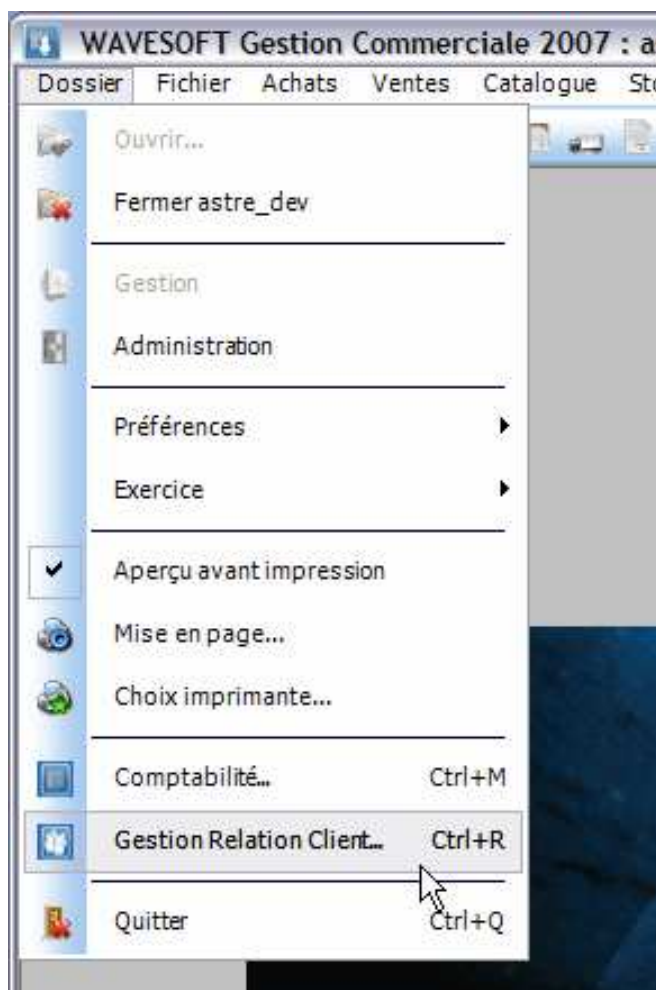 WAVESOFT Gestion Commerciale 2007 : a
Dossier Fichier Achats Ventes Catalogue Sto
Ouvrir...
Fermer astre_dev
Gestion
Administration
Préférences
Exercice
Aperçu avant impression
Mise en page...
Choix imprimante...
Comptabilité... Ctrl+M
Gestion Relation Client... Ctrl+R
Quitter Ctrl+Q